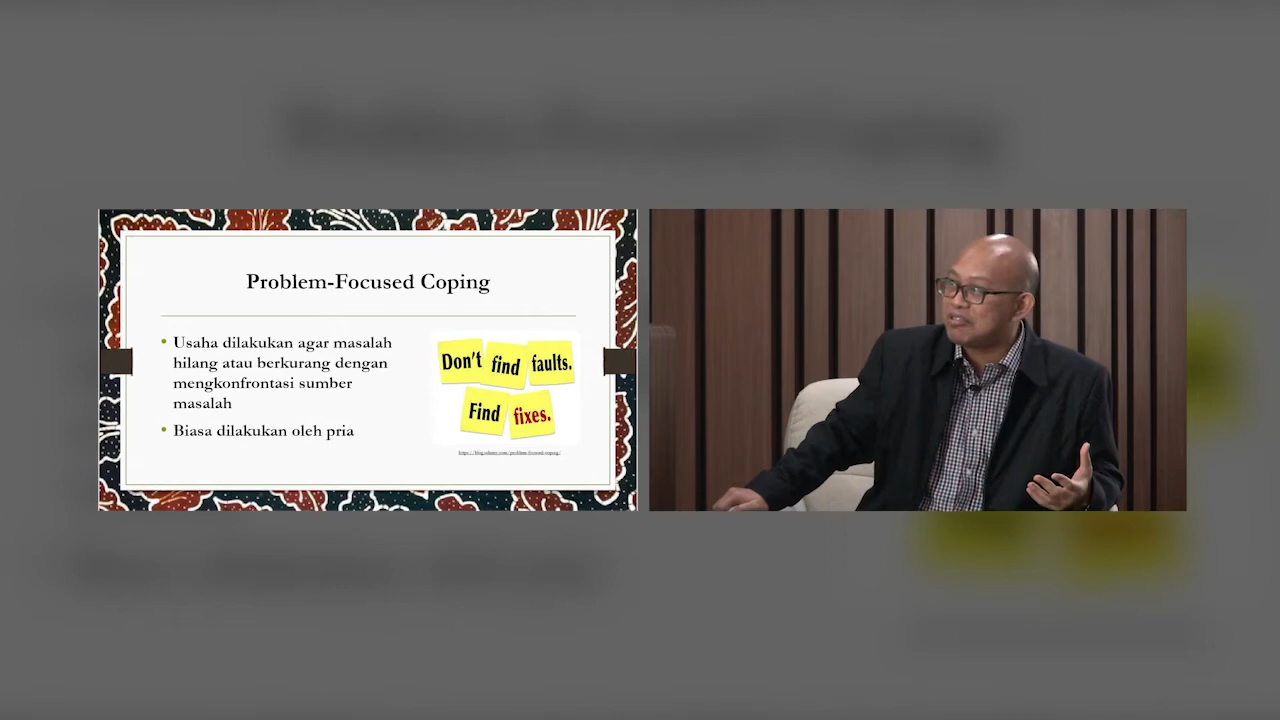 Problem-Focused Coping
• Usaha dilakukan agar masalah
hilang atau berkurang dengan
mengkonfrontasi sumber
masalah
• Biasa dilakukan oleh pria
Don't find faults.
Find fixes.